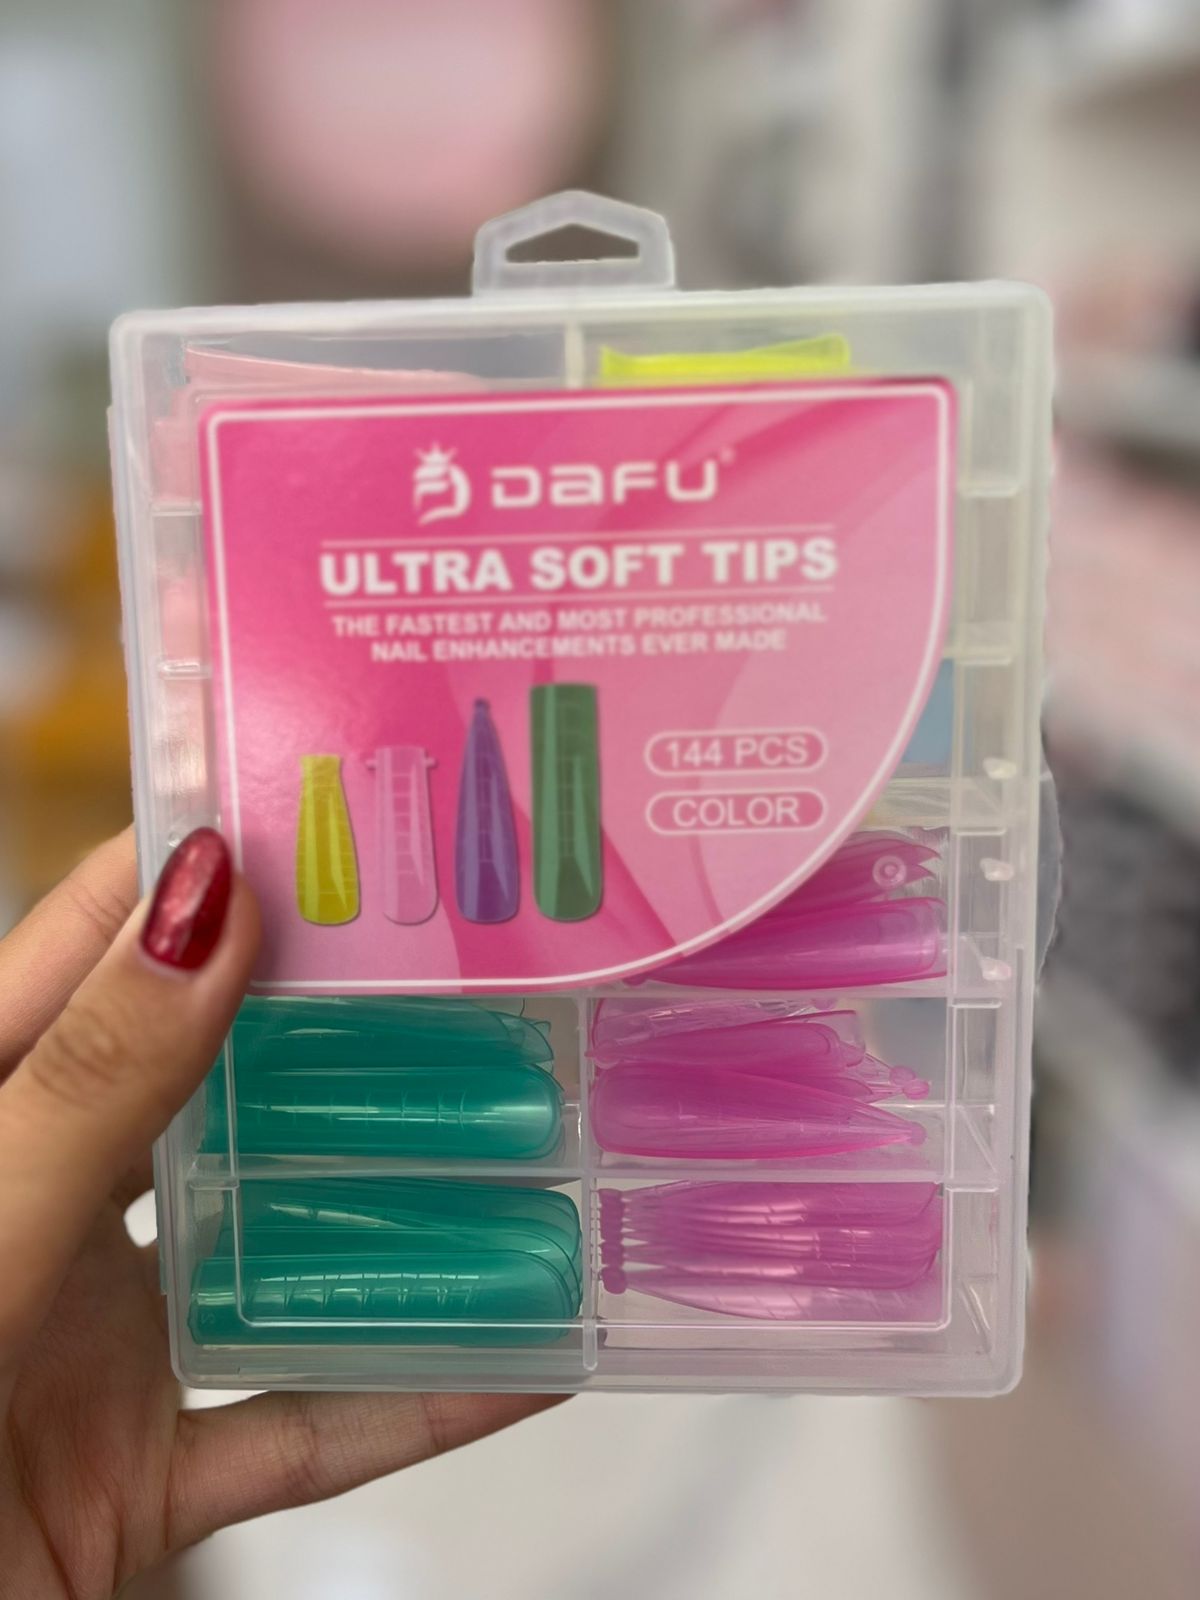 DAFU®
ULTRA SOFT TIPS
THE FASTEST AND MOST PROFESSIONAL
NAIL ENHANCEMENTS EVER MADE
144 PCS
COLOR